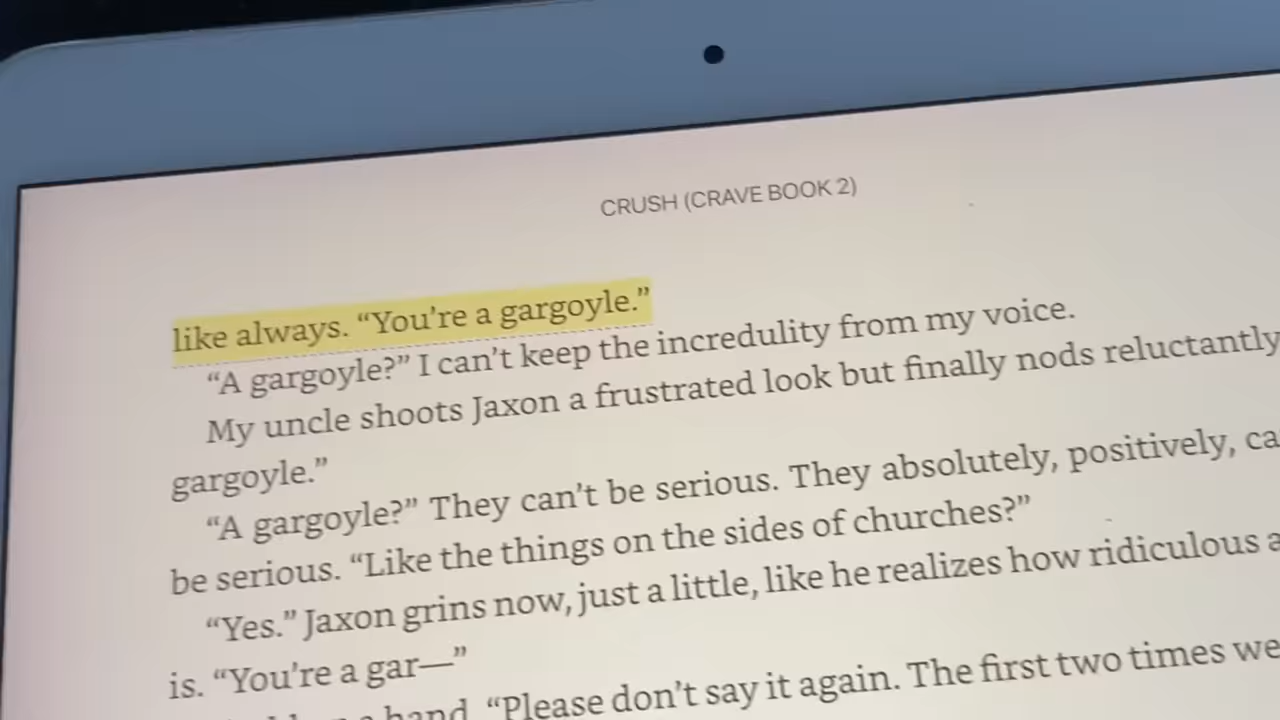 CRUSH (CRAVE BOOK 2)
like always. “You’re a gargoyle.”
“A gargoyle?” I can’t keep the incredulity from my voice.
My uncle shoots Jaxon a frustrated look but finally nods reluctantly
gargoyle.”
“A gargoyle?” They can’t be serious. They absolutely, positively,
be serious. “Like the things on the sides of churches?”
“Yes.” Jaxon grins now, just a little, like he realizes how ridiculous
is. “You’re a gar—”
a hand. “Please don’t say it again. The first two times